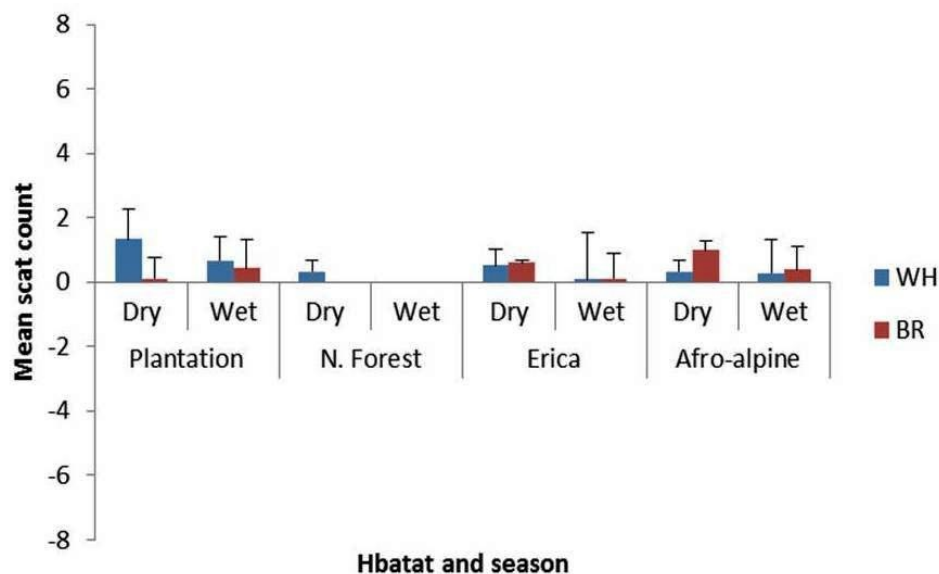 8
6
4
2
0
-2
-4
-6
-8
Mean scat count
Dry Wet Dry Wet Dry Wet Dry Wet
Plantation N. Forest Erica Afro-alpine
Hbatat and season
WH
BR